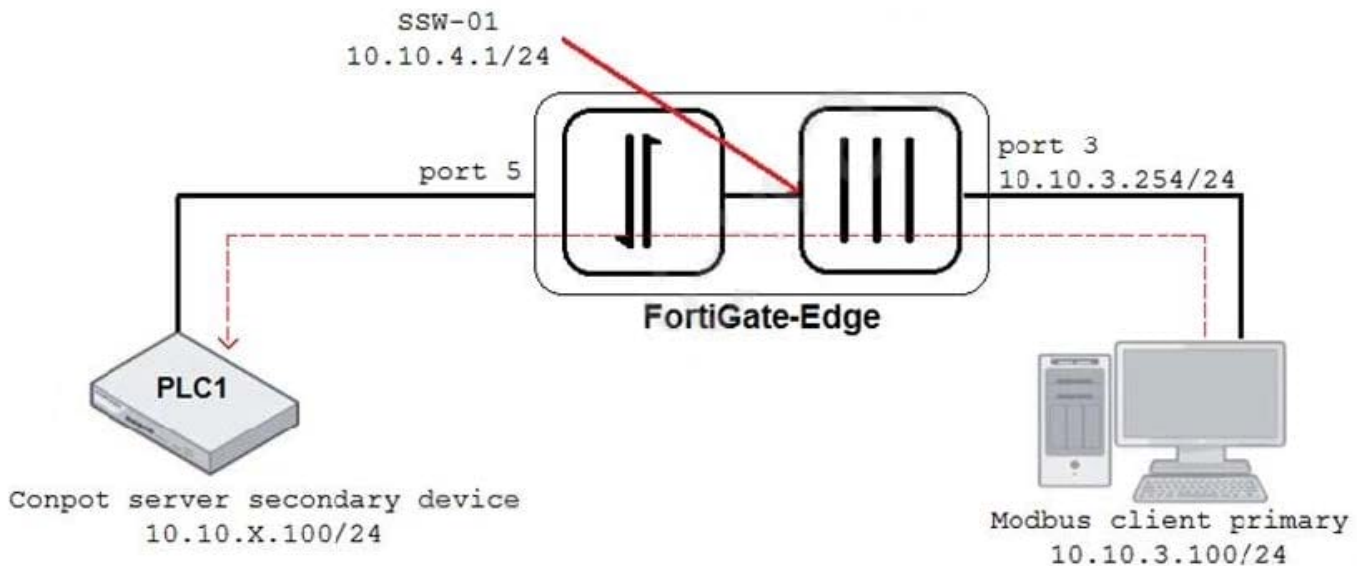 SSW-01
10.10.4.1/24
port 5
port 3
10.10.3.254/24
FortiGate-Edge
PLC1
Conpot server secondary device
10.10.X.100/24
Modbus client primary
10.10.3.100/24